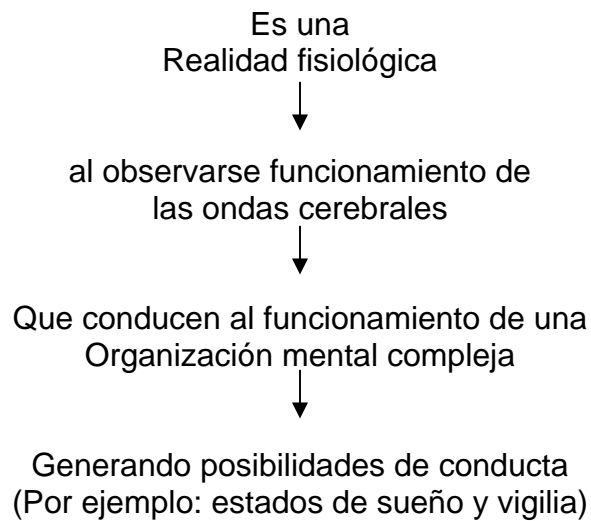 Es una
Realidad fisiológica
al observarse funcionamiento de
las ondas cerebrales
Que conducen al funcionamiento de una
Organización mental compleja
Generando posibilidades de conducta
(Por ejemplo: estados de sueño y vigilia)